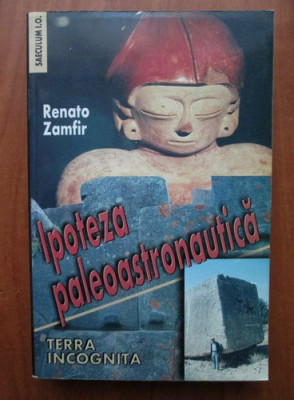 SAECULUM I.O.
Renato
Zamfir
Ipoteza
paleoastronautică
TERRA
INCOGNITA